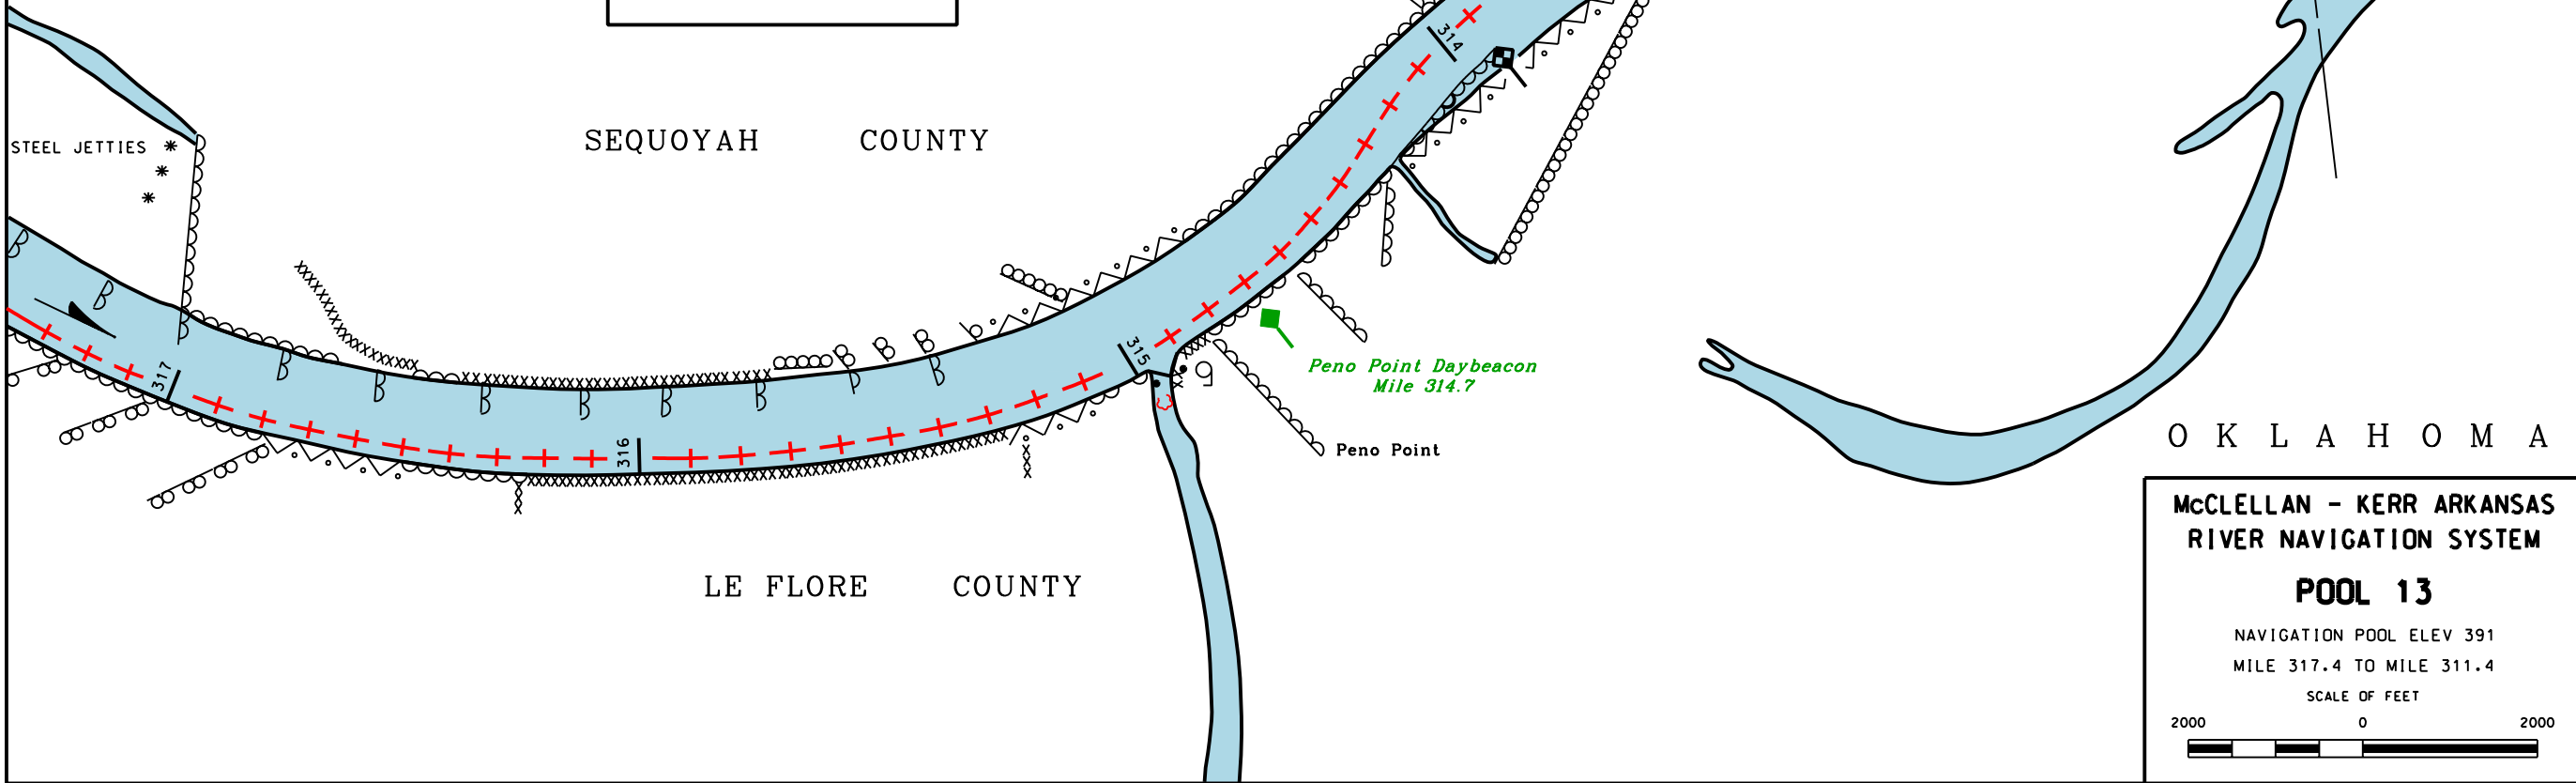 314
STEEL JETTIES
SEQUOYAH COUNTY
317
315
316
Peno Point Daybeacon
Mile 314.7
Peno Point
OKLAHOMA
LE FLORE COUNTY
McCLELLAN - KERR ARKANSAS
RIVER NAVIGATION SYSTEM
POOL 13
NAVIGATION POOL ELEV 391
MILE 317.4 TO MILE 311.4
SCALE OF FEET
2000 0 2000